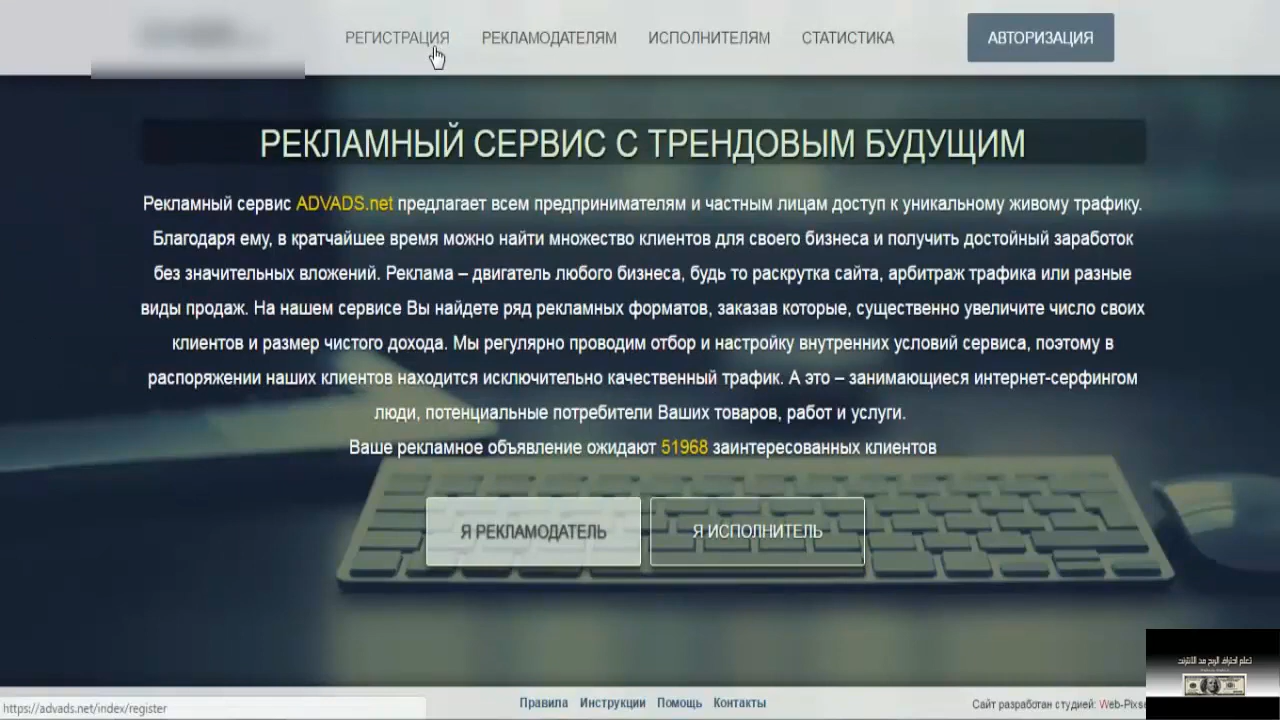 РЕГИСТРАЦИЯ РЕКЛАМОДАТЕЛЯМ ИСПОЛНИТЕЛЯМ СТАТИСТИКА АВТОРИЗАЦИЯ
РЕКЛАМНЫЙ СЕРВИС С ТРЕНДОВЫМ БУДУЩИМ
Рекламный сервис ADVADS.net предлагает всем предпринимателям и частным лицам доступ к уникальному живому трафику.
Благодаря ему, в кратчайшее время можно найти множество клиентов для своего бизнеса и получить достойный заработок
без значительных вложений. Реклама – двигатель любого бизнеса, будь то раскрутка сайта, арбитраж трафика или разные
виды продаж. На нашем сервисе Вы найдете ряд рекламных форматов, заказав которые, существенно увеличите число своих
клиентов и размер чистого дохода. Мы регулярно проводим отбор и настройку внутренних условий сервиса, поэтому в
распоряжении наших клиентов находится исключительно качественный трафик. А это – занимающиеся интернет-серфингом
люди, потенциальные потребители Ваших товаров, работ и услуги.
Ваше рекламное объявление ожидают 51968 заинтересованных клиентов
Я РЕКЛАМОДАТЕЛЬ Я ИСПОЛНИТЕЛЬ
تعلم احتراف الربح من الانترنت
https://advads.net/index/register Правила Инструкции Помощь Контакты Сайт разработан студией: Web-Pixse